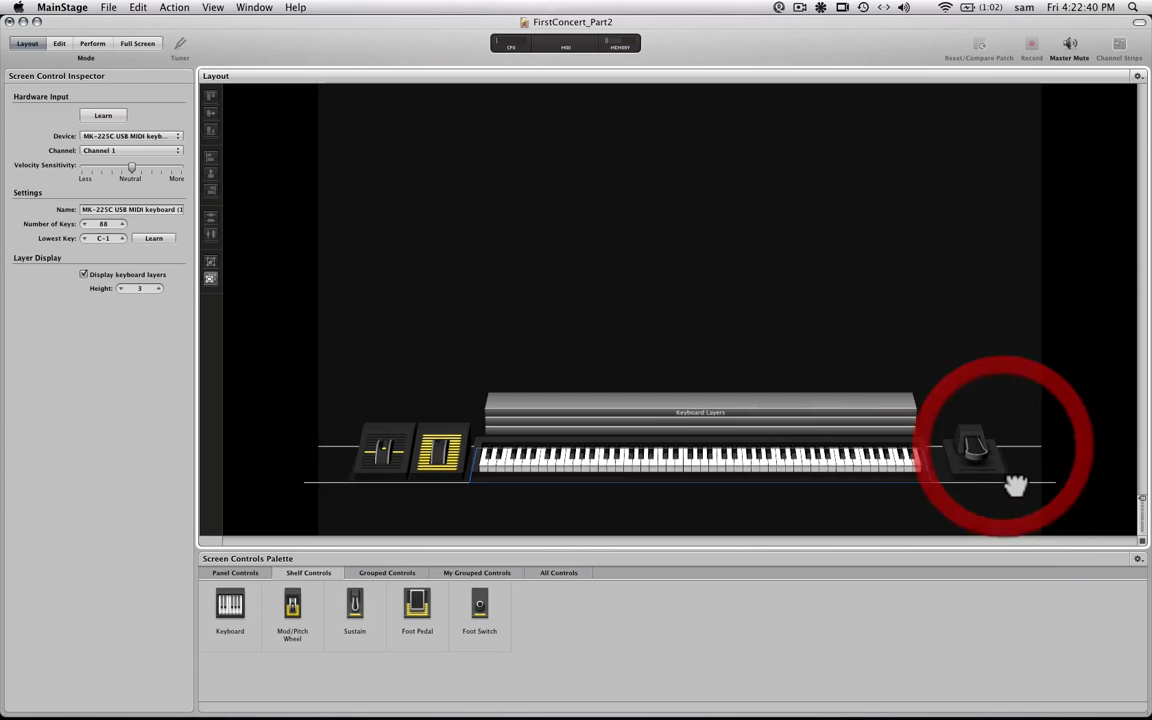 MainStage File Edit Action View Window Help
(1:02) sam Fri 4:22:40 PM
FirstConcert_Part2
Layout Edit Perform Full Screen
Mode
Tuner
CPU MIDI MEMORY
Reset/Compare Patch Record Master Mute Channel Strips
Screen Control Inspector
Layout
Hardware Input
Learn
Device: MK-225C USB MIDI keyb...
Channel: Channel 1
Velocity Sensitivity:
Less Neutral More
Settings
Name: MK-225C USB MIDI keyboard (1
Number of Keys: 88
Lowest Key: C-1 Learn
Layer Display
Display keyboard layers
Height: 3
Keyboard Layers
Screen Controls Palette
Panel Controls Shelf Controls Grouped Controls My Grouped Controls All Controls
Keyboard Mod/Pitch Wheel Sustain Foot Pedal Foot Switch